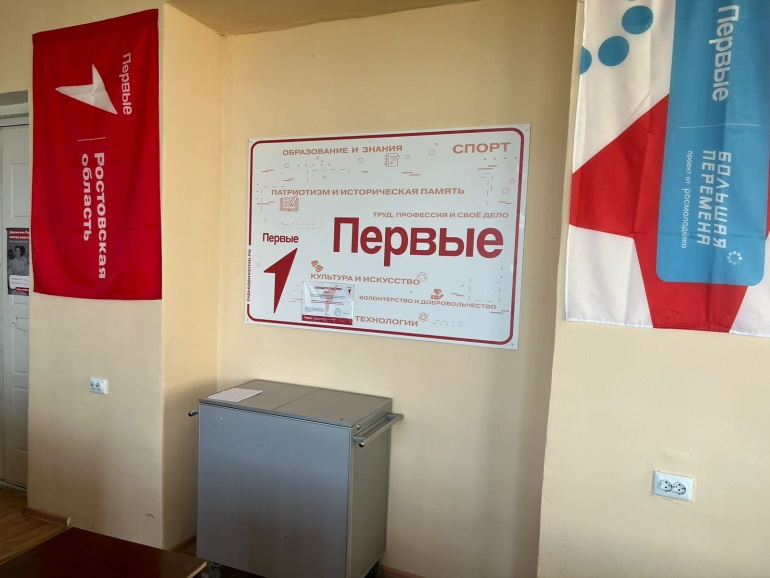 Первые
Ростовская
область
ОБРАЗОВАНИЕ И ЗНАНИЯ
СПОРТ
ПАТРИОТИЗМ И ИСТОРИЧЕСКАЯ ПАМЯТЬ
ТРУД, ПРОФЕССИЯ И СВОЁ ДЕЛО
Первые
Первые
КУЛЬТУРА И ИСКУССТВО
ВОЛОНТЁРСТВО И ДОБРОВОЛЬЧЕСТВО
ТЕХНОЛОГИИ
Первые
БОЛЬШАЯ
ПЕРЕМЕНА
проект от росмолодёжь